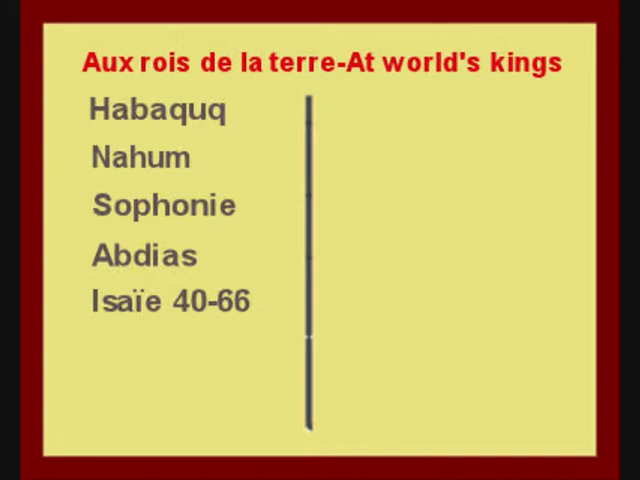 Aux rois de la terre-At world's kings
Habaquq
Nahum
Sophonie
Abdias
Isaïe 40-66